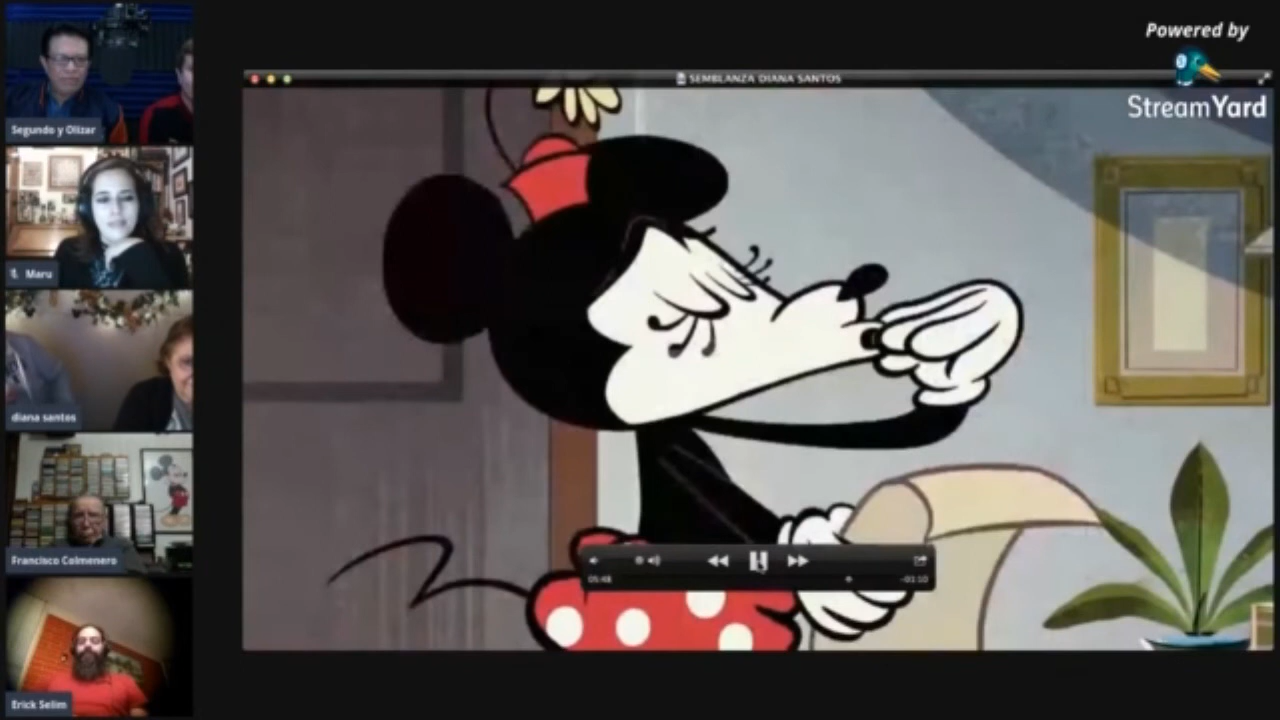 Powered by
StreamYard
SEMBLANZA DIANA SANTOS
Segundo y Olizar
Maru
diana santos
Francisco Colmenero
Erick Selim
05:48
-01:10